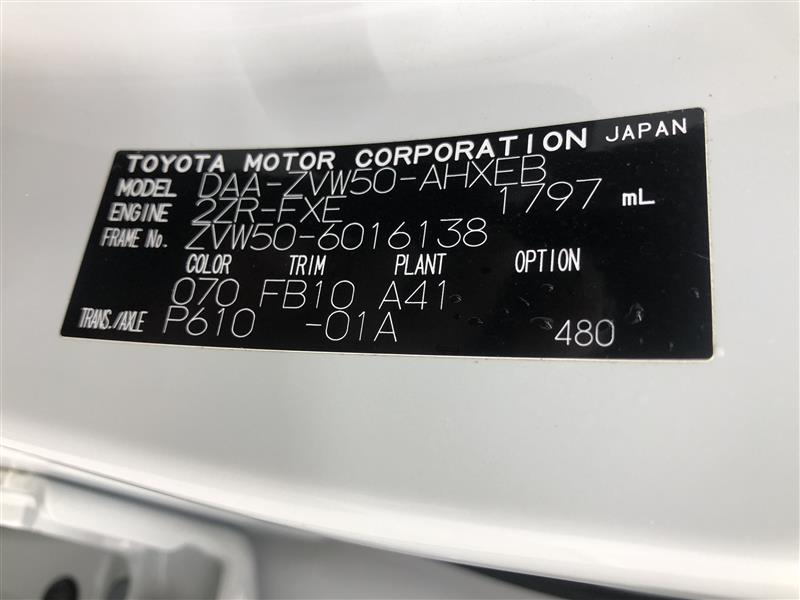 TOYOTA MOTOR CORPORATION JAPAN
MODEL DAA-ZVW50-AHXEB
ENGINE 2ZR-FXE 1797 mL
FRAME No. ZVW50-6016138
COLOR TRIM PLANT OPTION
070 FB10 A41
TRANS./AXLE P610 -01A 480